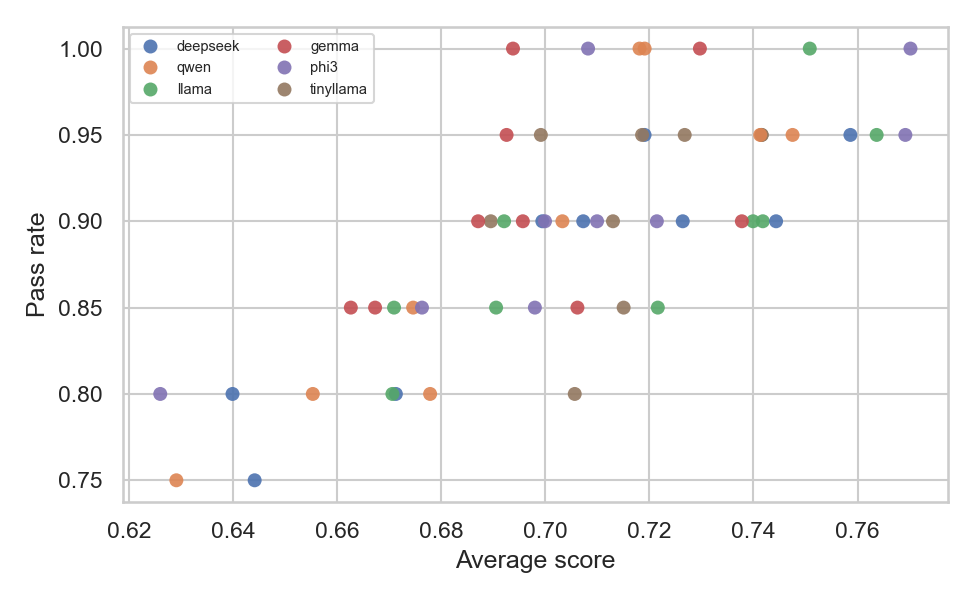 1.00
0.95
0.90
0.85
0.80
0.75
Pass rate
deepseek gemma
qwen phi3
llama tinyllama
0.62 0.64 0.66 0.68 0.70 0.72 0.74 0.76
Average score